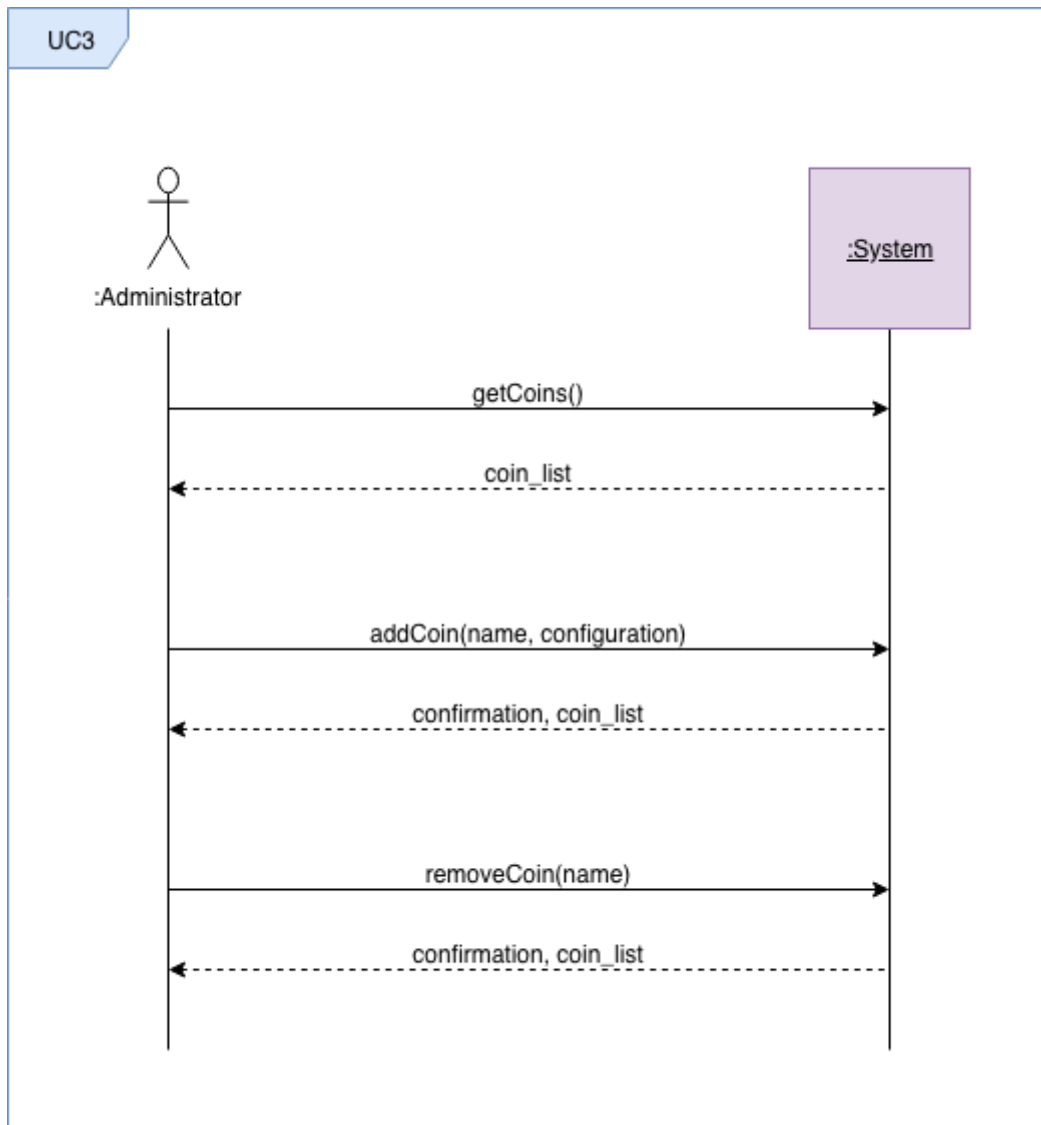 UC3
:Administrator
:System
getCoins()
coin_list
addCoin(name, configuration)
confirmation, coin_list
removeCoin(name)
confirmation, coin_list